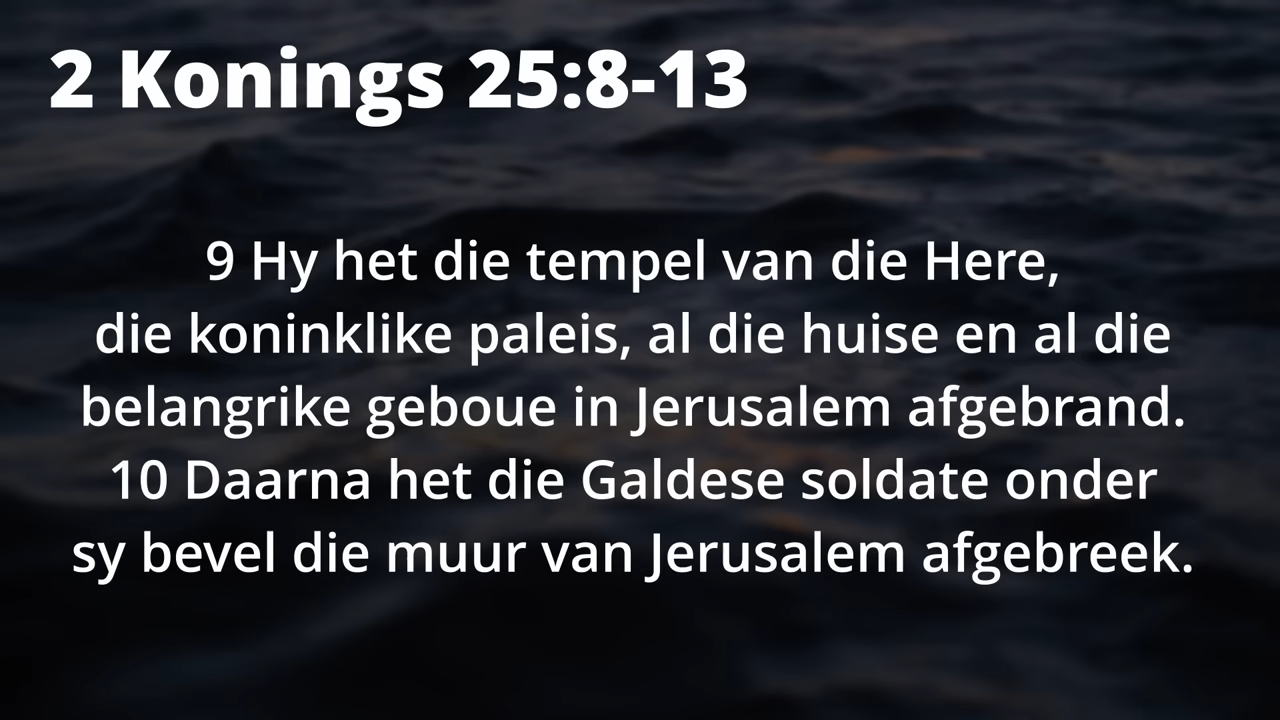 2 Konings 25:8-13
9 Hy het die tempel van die Here,
die koninklike paleis, al die huise en al die
belangrike geboue in Jerusalem afgebrand.
10 Daarna het die Galdese soldate onder
sy bevel die muur van Jerusalem afgebreek.